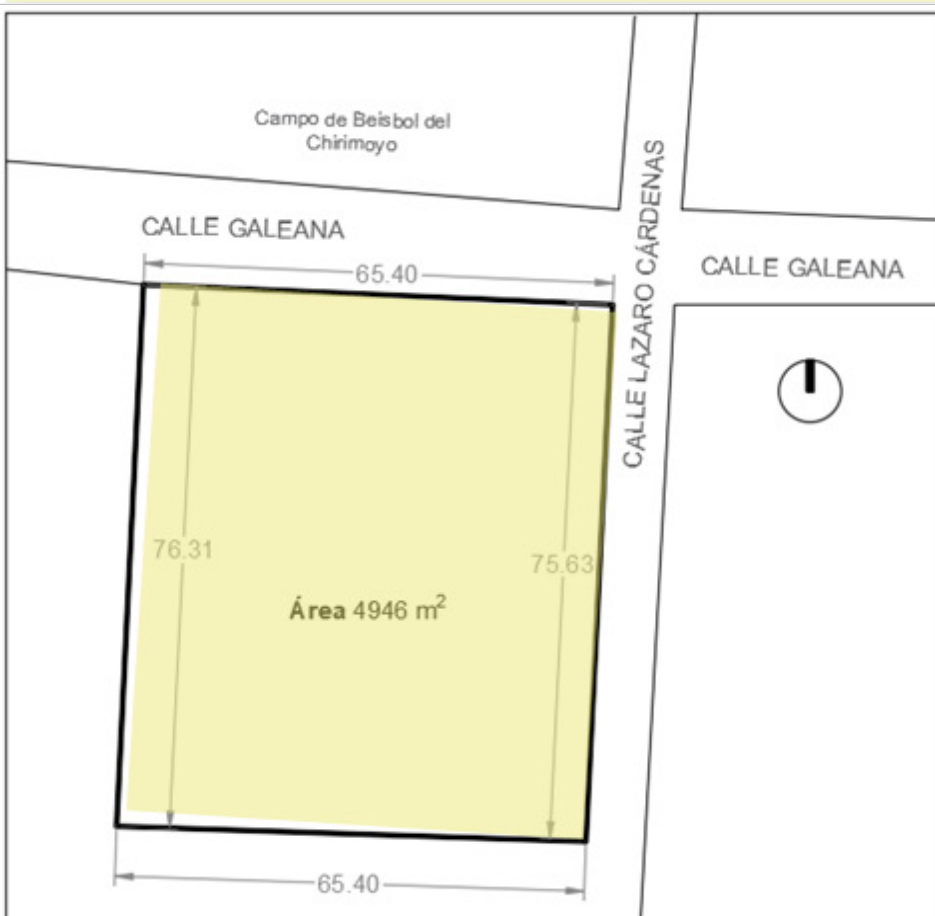 Campo de Beisbol del
Chirimoyo
CALLE GALEANA
CALLE LAZARO CÁRDENAS
CALLE GALEANA
65.40
76.31
75.63
Área 4946 m²
65.40